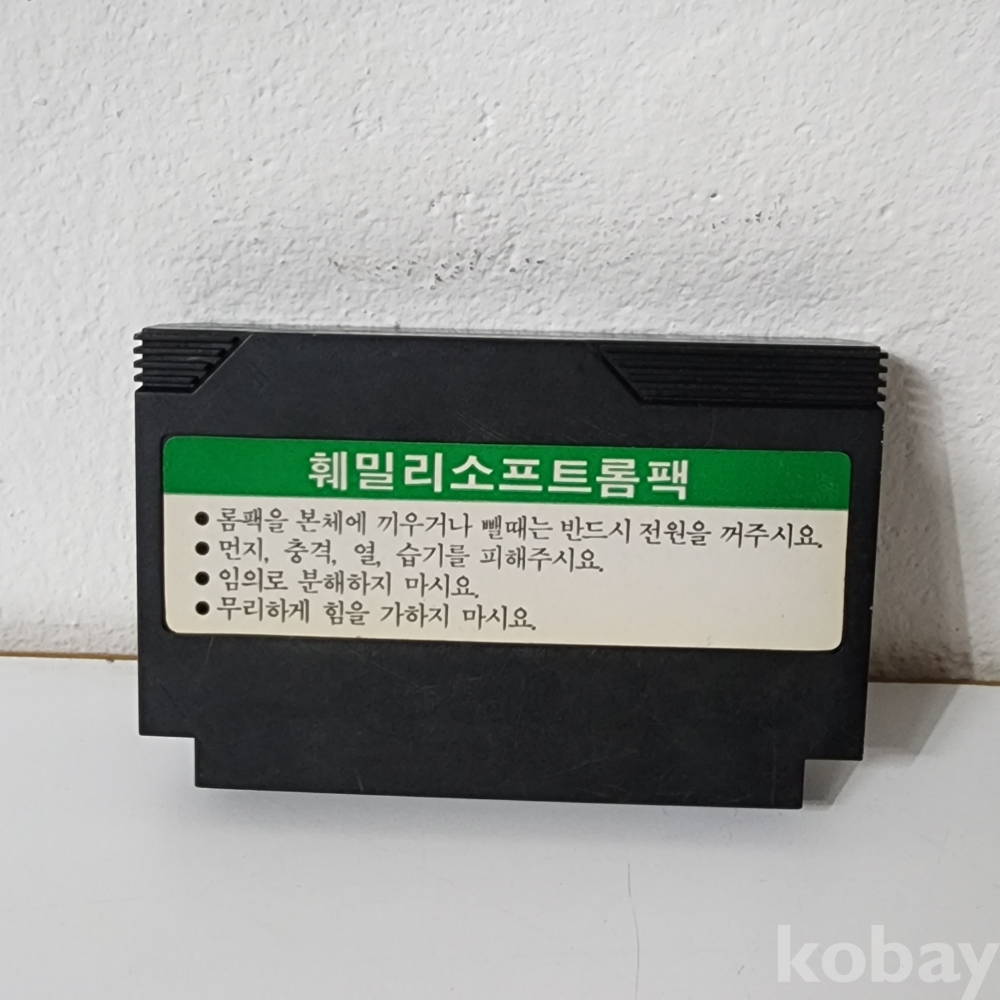 훼밀리소프트롬팩
● 롬팩을 본체에 끼우거나 뺄때는 반드시 전원을 꺼주시요.
● 먼지, 충격, 열, 습기를 피해주시요.
● 임의로 분해하지 마시요.
● 무리하게 힘을 가하지 마시요.
kobay